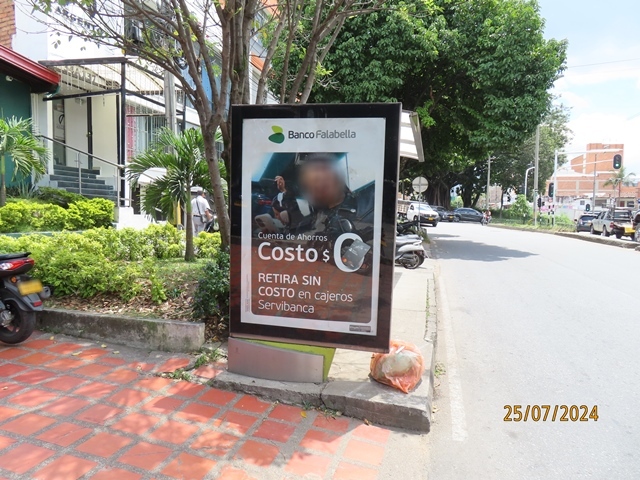 Banco Falabella
Cuenta de Ahorros
Costo $0
RETIRA SIN
COSTO en cajeros
Servibanca
25/07/2024